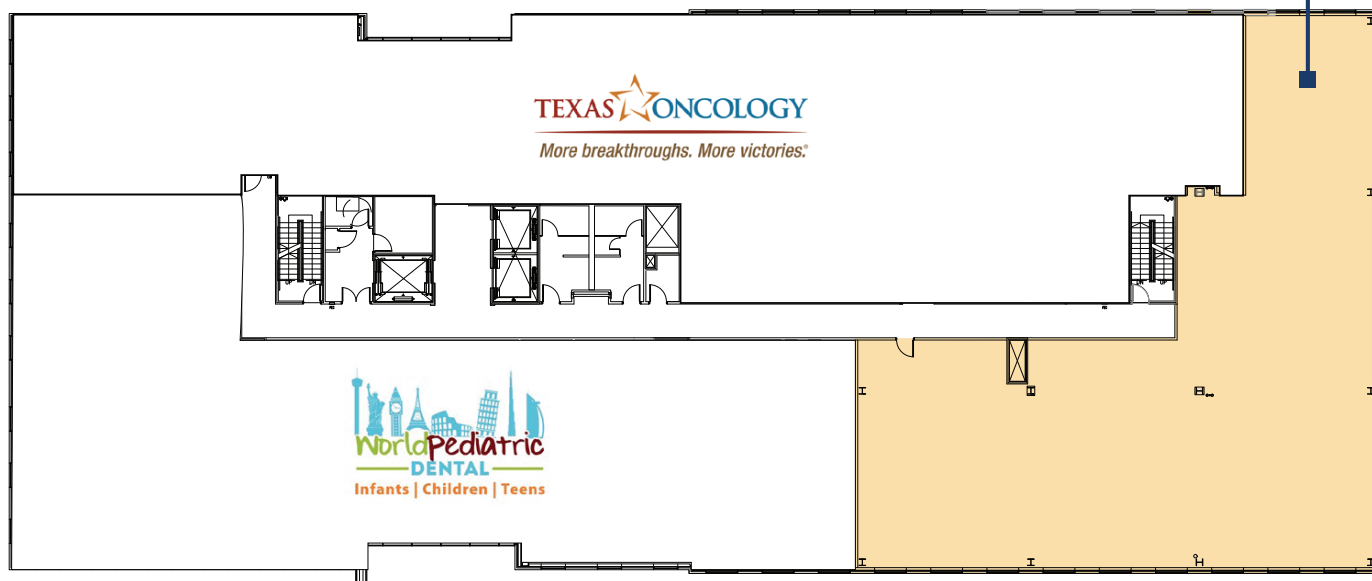 TEXAS ONCOLOGY
More breakthroughs. More victories.®
WorldPediatric
DENTAL
Infants | Children | Teens